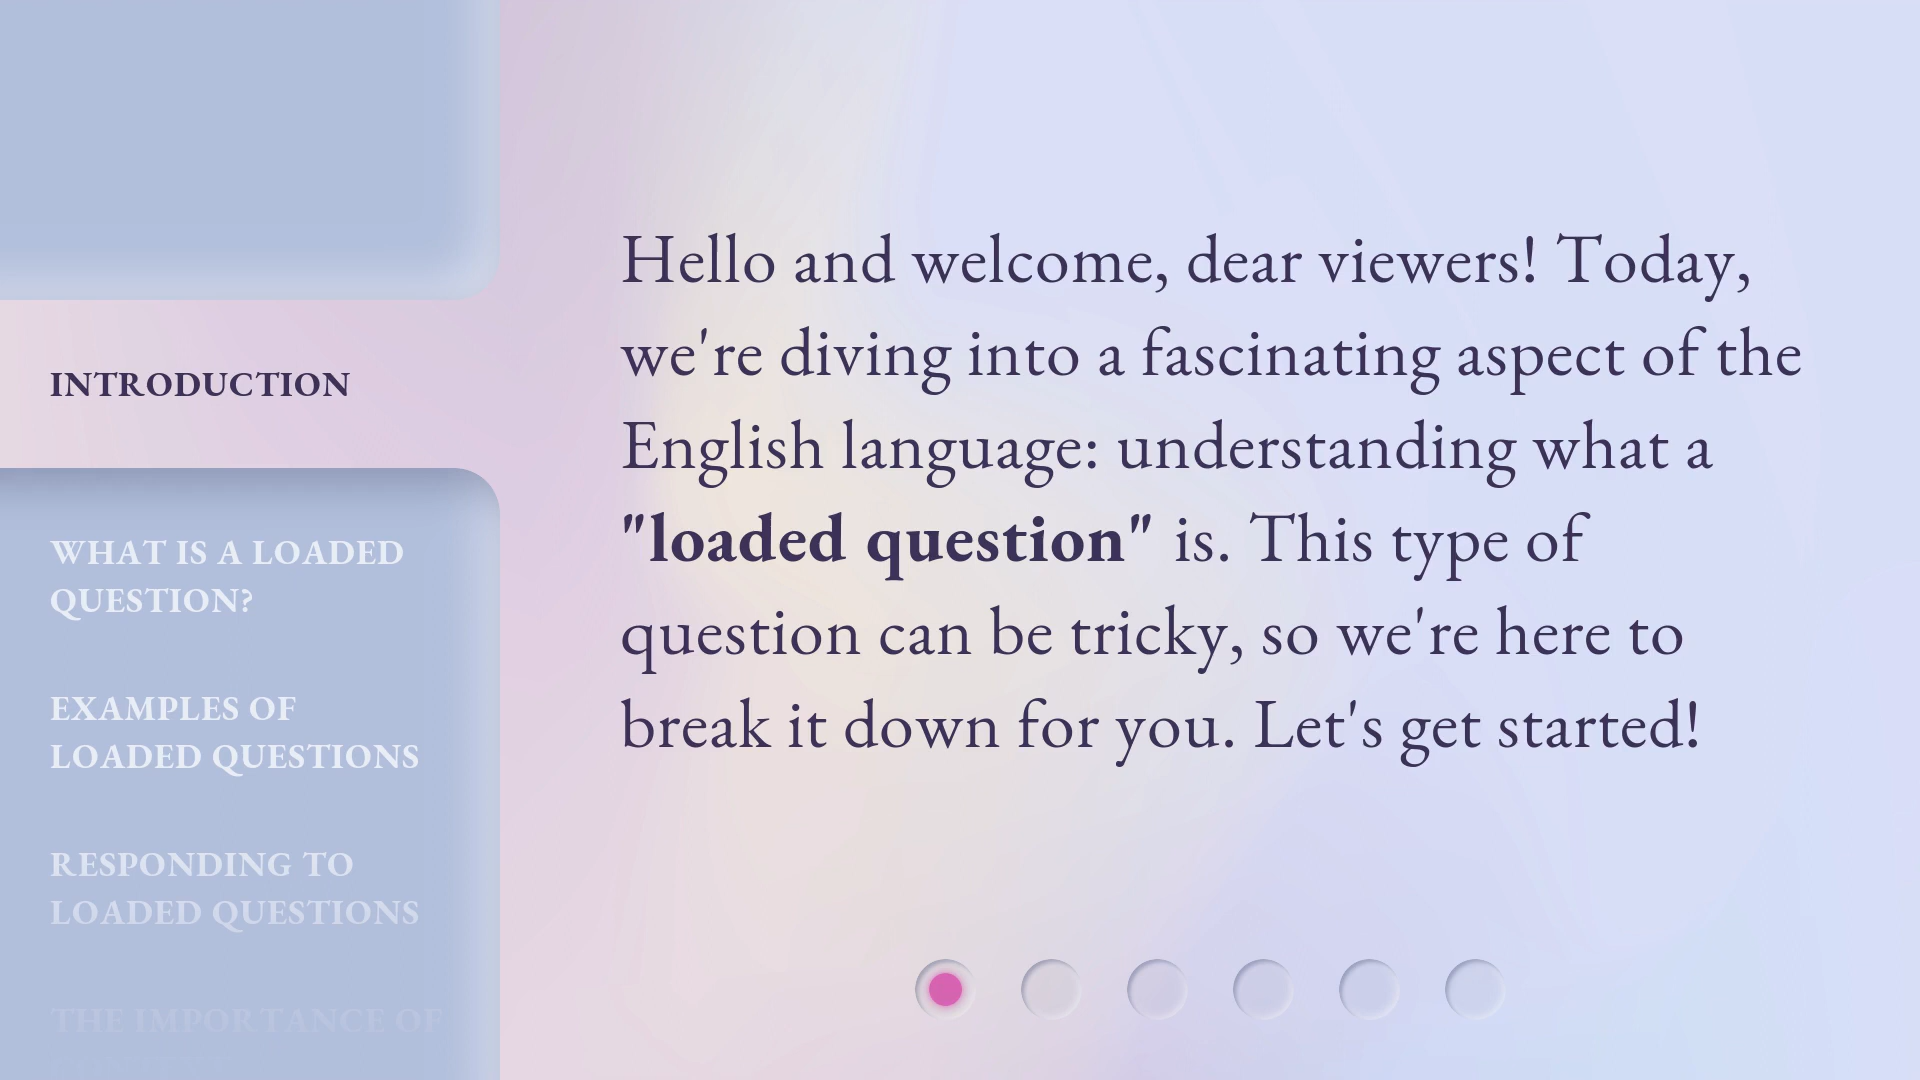 INTRODUCTION
WHAT IS A LOADED
QUESTION?
EXAMPLES OF
LOADED QUESTIONS
RESPONDING TO
LOADED QUESTIONS
THE IMPORTANCE OF
Hello and welcome, dear viewers! Today,
we're diving into a fascinating aspect of the
English language: understanding what a
"loaded question" is. This type of
question can be tricky, so we're here to
break it down for you. Let's get started!